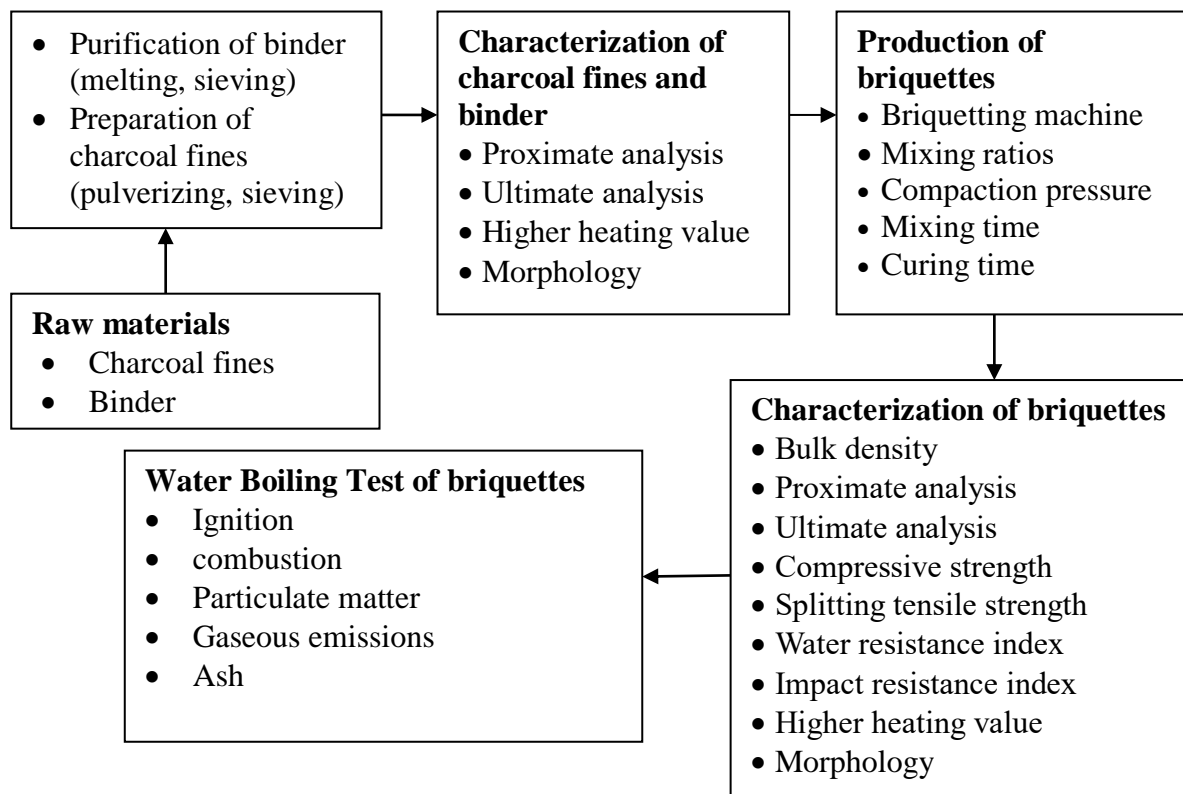 • Purification of binder
(melting, sieving)
• Preparation of
charcoal fines
(pulverizing, sieving)
Characterization of
charcoal fines and
binder
• Proximate analysis
• Ultimate analysis
• Higher heating value
• Morphology
Production of
briquettes
• Briquetting machine
• Mixing ratios
• Compaction pressure
• Mixing time
• Curing time
Raw materials
• Charcoal fines
• Binder
Characterization of briquettes
• Bulk density
• Proximate analysis
• Ultimate analysis
• Compressive strength
• Splitting tensile strength
• Water resistance index
• Impact resistance index
• Higher heating value
• Morphology
Water Boiling Test of briquettes
• Ignition
• combustion
• Particulate matter
• Gaseous emissions
• Ash